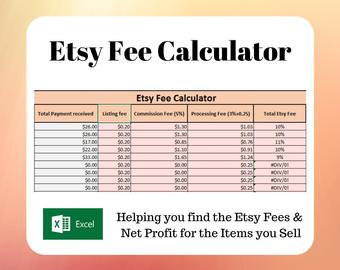 Etsy Fee Calculator
Etsy Fee Calculator
Total Payment received Listing fee Commission Fee (5%) Processing Fee (3%+0.25) Total Etsy Fee
$26.00 $0.20 $1.30 $1.03 10%
$26.00 $0.20 $1.30 $1.03 10%
$17.00 $0.20 $0.85 $0.76 11%
$22.00 $0.20 $1.10 $0.91 10%
$33.00 $0.20 $1.65 $1.24 9%
$0.00 $0.20 $0.00 $0.25 #DIV/0!
$0.00 $0.20 $0.00 $0.25 #DIV/0!
$0.00 $0.20 $0.00 $0.25 #DIV/0!
$0.00 $0.20 $0.00 $0.25 #DIV/0!
X Excel
Helping you find the Etsy Fees &
Net Profit for the Items you Sell